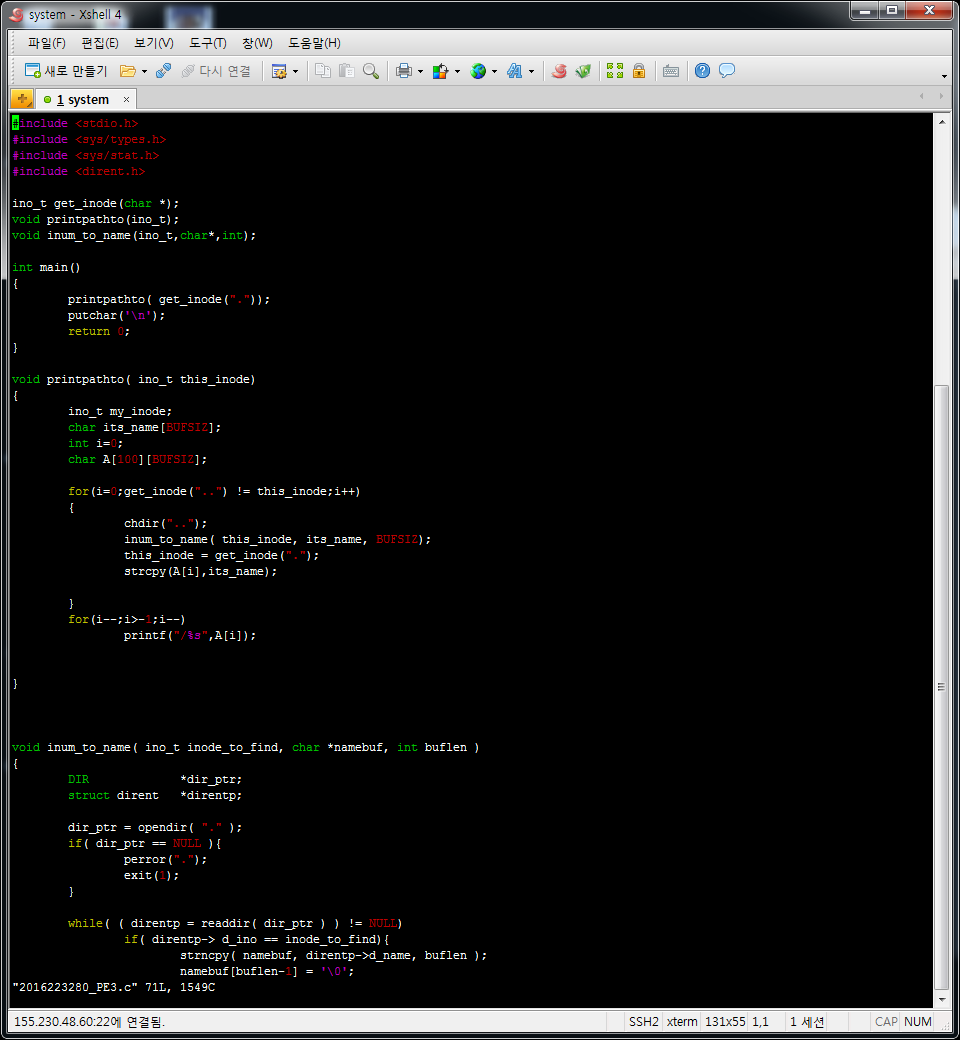 system - Xshell 4
파일(F) 편집(E) 보기(V) 도구(T) 창(W) 도움말(H)
새로 만들기 다시 연결
1 system ×
#include <stdio.h>
#include <sys/types.h>
#include <sys/stat.h>
#include <dirent.h>

ino_t get_inode(char *);
void printpathto(ino_t);
void inum_to_name(ino_t,char*,int);

int main()
{
        printpathto( get_inode("."));
        putchar('\n');
        return 0;
}

void printpathto( ino_t this_inode)
{
        ino_t my_inode;
        char its_name[BUFSIZ];
        int i=0;
        char A[100][BUFSIZ];

        for(i=0;get_inode("..") != this_inode;i++)
        {
                chdir("..");
                inum_to_name( this_inode, its_name, BUFSIZ);
                this_inode = get_inode(".");
                strcpy(A[i],its_name);

        }
        for(i--;i>-1;i--)
                printf("/%s",A[i]);


}



void inum_to_name( ino_t inode_to_find, char *namebuf, int buflen )
{
        DIR             *dir_ptr;
        struct dirent   *direntp;

        dir_ptr = opendir( "." );
        if( dir_ptr == NULL ){
                perror(".");
                exit(1);
        }

        while( ( direntp = readdir( dir_ptr ) ) != NULL)
                if( direntp-> d_ino == inode_to_find){
                        strncpy( namebuf, direntp->d_name, buflen );
                        namebuf[buflen-1] = '\0';
"2016223280_PE3.c" 71L, 1549C
155.230.48.60:22에 연결됨. SSH2 xterm 131x55 1,1 1 세션 CAP NUM